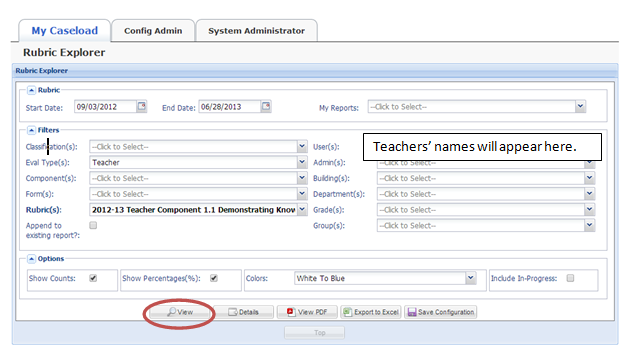 My Caseload Config Admin System Administrator
Rubric Explorer
Rubric Explorer
Rubric
Start Date: 09/03/2012 End Date: 06/28/2013 My Reports: --Click to Select--
Filters
Classification(s): --Click to Select-- User(s): Teachers' names will appear here.
Eval Type(s): Teacher Admin(s):
Component(s): --Click to Select-- Building(s): --Click to Select--
Form(s): --Click to Select-- Department(s): --Click to Select--
Rubric(s): 2012-13 Teacher Component 1.1 Demonstrating Know Grade(s): --Click to Select--
Append to Group(s): --Click to Select--
existing report?:
Options
Show Counts: Show Percentages(%): Colors: White To Blue Include In-Progress:
View Details View PDF Export to Excel Save Configuration
Top